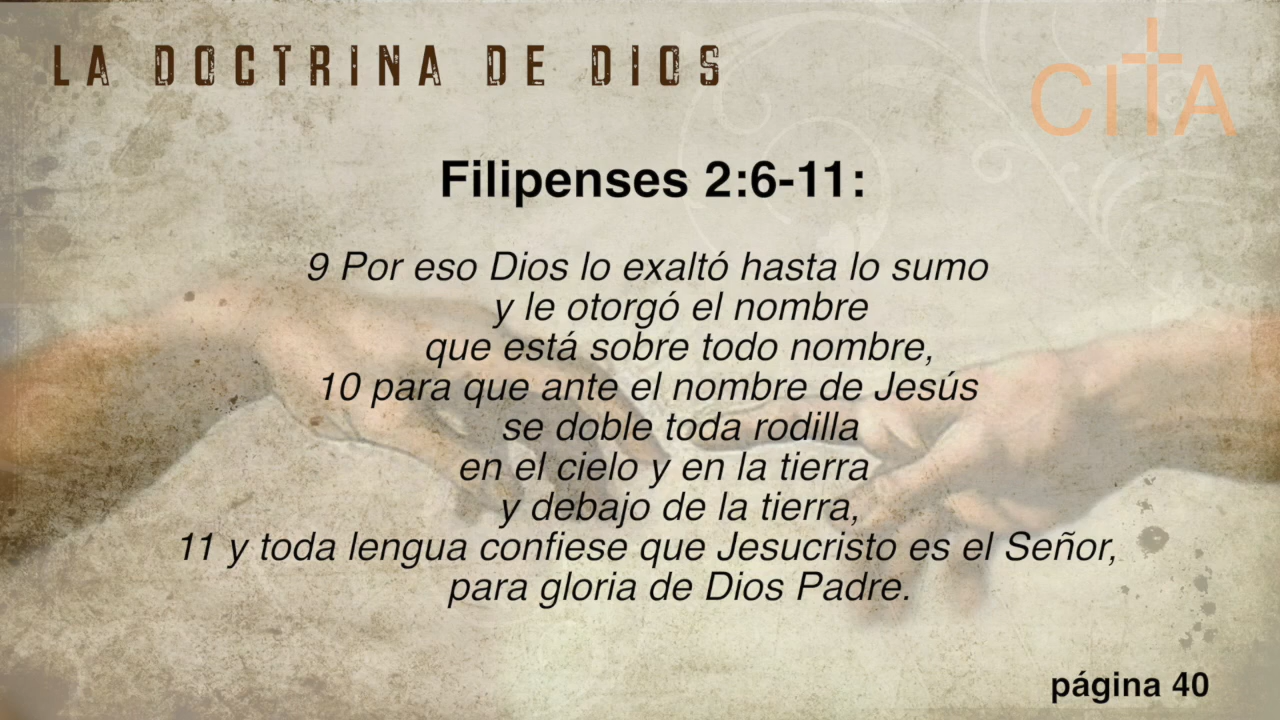 LA DOCTRINA DE DIOS
CITA
Filipenses 2:6-11:
9 Por eso Dios lo exaltó hasta lo sumo
y le otorgó el nombre
que está sobre todo nombre,
10 para que ante el nombre de Jesús
se doble toda rodilla
en el cielo y en la tierra
y debajo de la tierra,
11 y toda lengua confiese que Jesucristo es el Señor,
para gloria de Dios Padre.
página 40